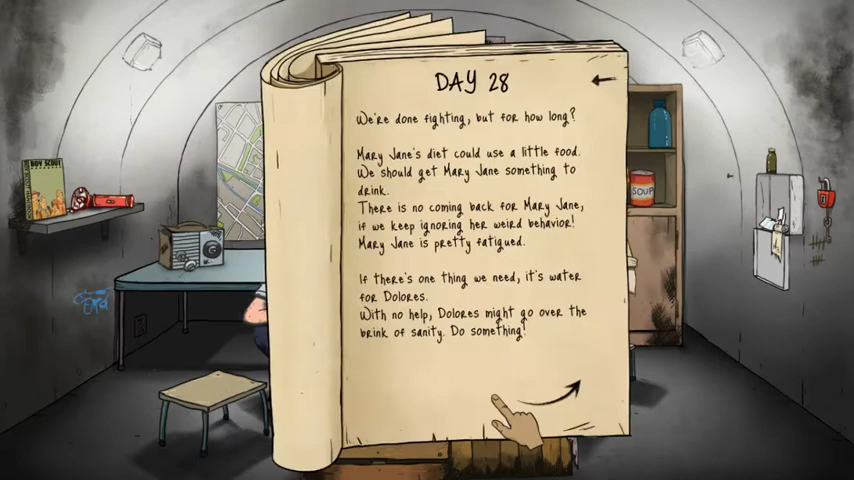 DAY 28
We're done fighting, but for how long?
Mary Jane's diet could use a little food.
We should get Mary Jane something to
drink.
There is no coming back for Mary Jane,
if we keep ignoring her weird behavior!
Mary Jane is pretty fatigued.
If there's one thing we need, it's water
for Dolores.
With no help, Dolores might go over the
brink of sanity. Do something!
BOY SCOUT
SOUP